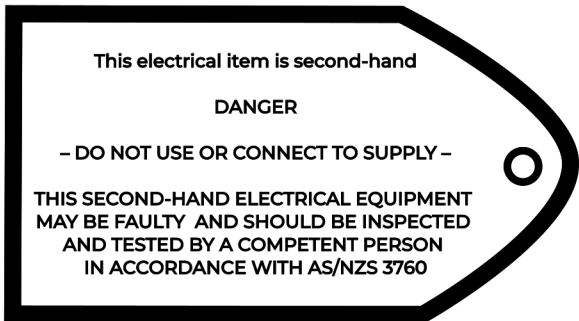 This electrical item is second-hand
DANGER
– DO NOT USE OR CONNECT TO SUPPLY –
THIS SECOND-HAND ELECTRICAL EQUIPMENT
MAY BE FAULTY AND SHOULD BE INSPECTED
AND TESTED BY A COMPETENT PERSON
IN ACCORDANCE WITH AS/NZS 3760